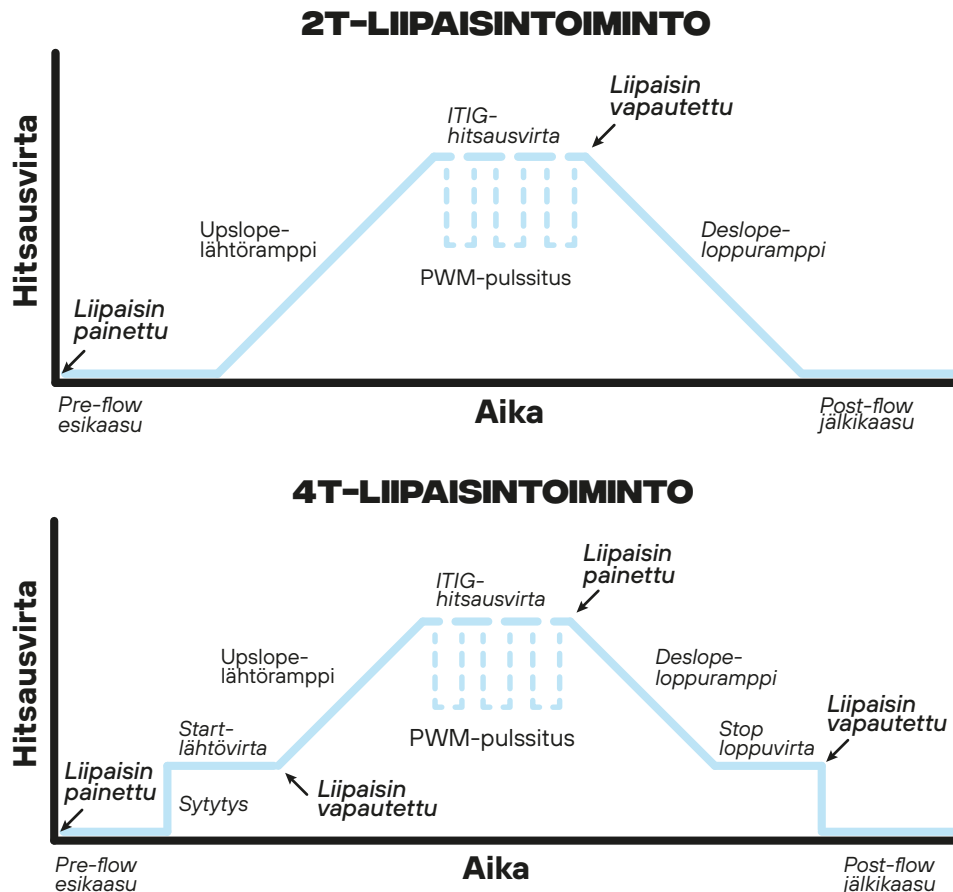 2T-LIIPAISINTOIMINTO
Hitsausvirta
Liipaisin
painettu
Upslope-
lähtöramppi
ITIG-
hitsausvirta
PWM-pulssitus
Liipaisin
vapautettu
Deslope-
loppuramppi
Pre-flow
esikaasu
Aika
Post-flow
jälkikaasu
4T-LIIPAISINTOIMINTO
Hitsausvirta
Liipaisin
painettu
Sytytys
Start-
lähtövirta
Liipaisin
vapautettu
Upslope-
lähtöramppi
ITIG-
hitsausvirta
PWM-pulssitus
Liipaisin
painettu
Deslope-
loppuramppi
Stop
loppuvirta
Liipaisin
vapautettu
Pre-flow
esikaasu
Aika
Post-flow
jälkikaasu